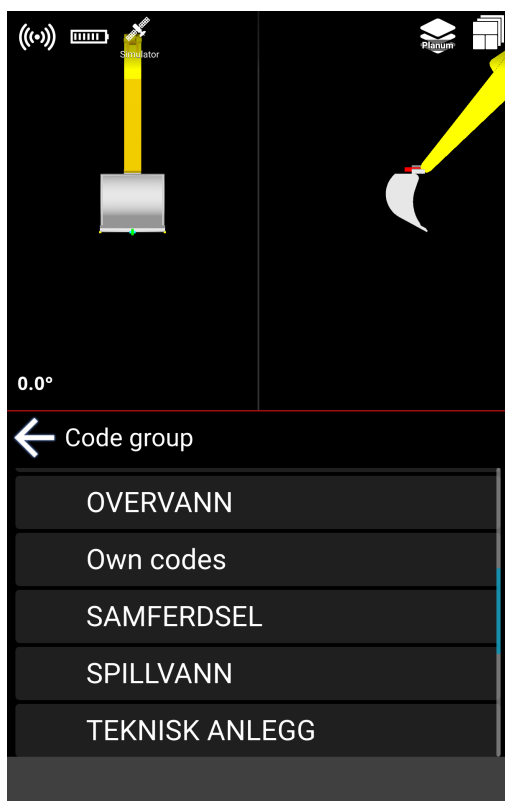 Simulator
Planum
0.0°
Code group
OVERVANN
Own codes
SAMFERDSEL
SPILLVANN
TEKNISK ANLEGG